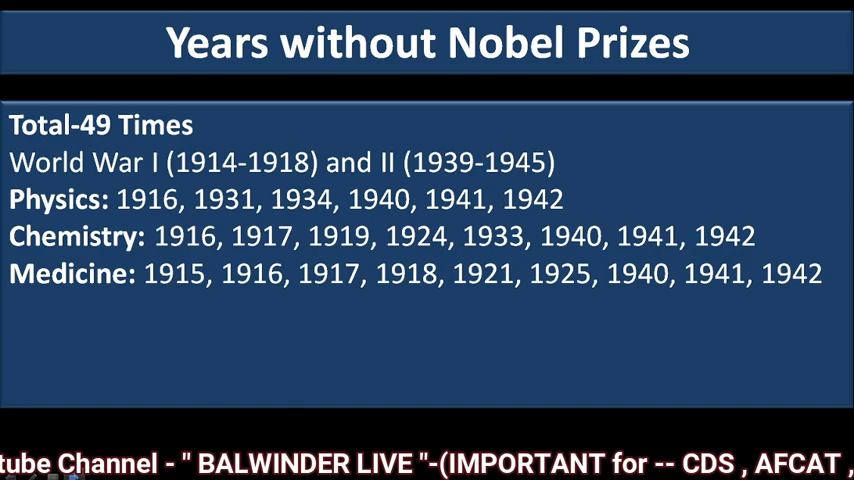 Years without Nobel Prizes
Total-49 Times
World War I (1914-1918) and II (1939-1945)
Physics: 1916, 1931, 1934, 1940, 1941, 1942
Chemistry: 1916, 1917, 1919, 1924, 1933, 1940, 1941, 1942
Medicine: 1915, 1916, 1917, 1918, 1921, 1925, 1940, 1941, 1942
tube Channel - " BALWINDER LIVE "-(IMPORTANT for -- CDS , AFCAT ,